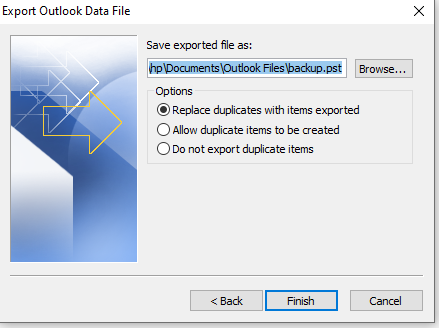 Export Outlook Data File
Save exported file as:
hp\Documents\Outlook Files\backup.pst
Browse...
Options
Replace duplicates with items exported
Allow duplicate items to be created
Do not export duplicate items
< Back
Finish
Cancel